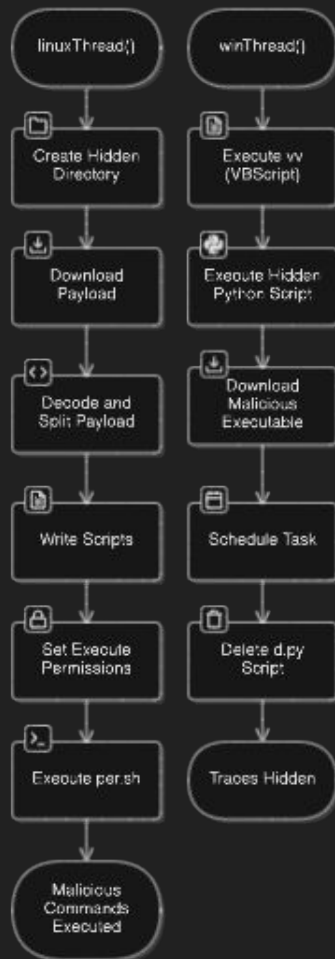 linuxThread()
Create Hidden
Directory
Download
Payload
Decode and
Split Payload
Write Scripts
Set Execute
Permissions
Execute per.sh
Malicious
Commands
Executed
winThread()
Execute vv
(VBScript)
Execute Hidden
Python Script
Download
Malicious
Executable
Schedule Task
Delete d.py
Script
Traces Hidden